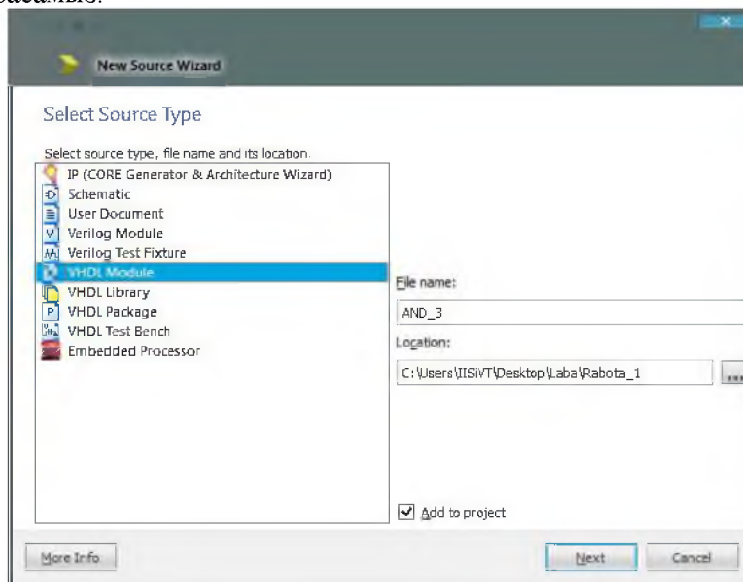 New Source Wizard
Select Source Type
Select source type, file name and its location.
IP (CORE Generator & Architecture Wizard)
Schematic
User Document
Verilog Module
Verilog Test Fixture
VHDL Module
VHDL Library
VHDL Package
VHDL Test Bench
Embedded Processor
File name:
AND_3
Location:
C:\Users\IISiVT\Desktop\Laba\Rabota_1
...
Add to project
More Info
Next
Cancel